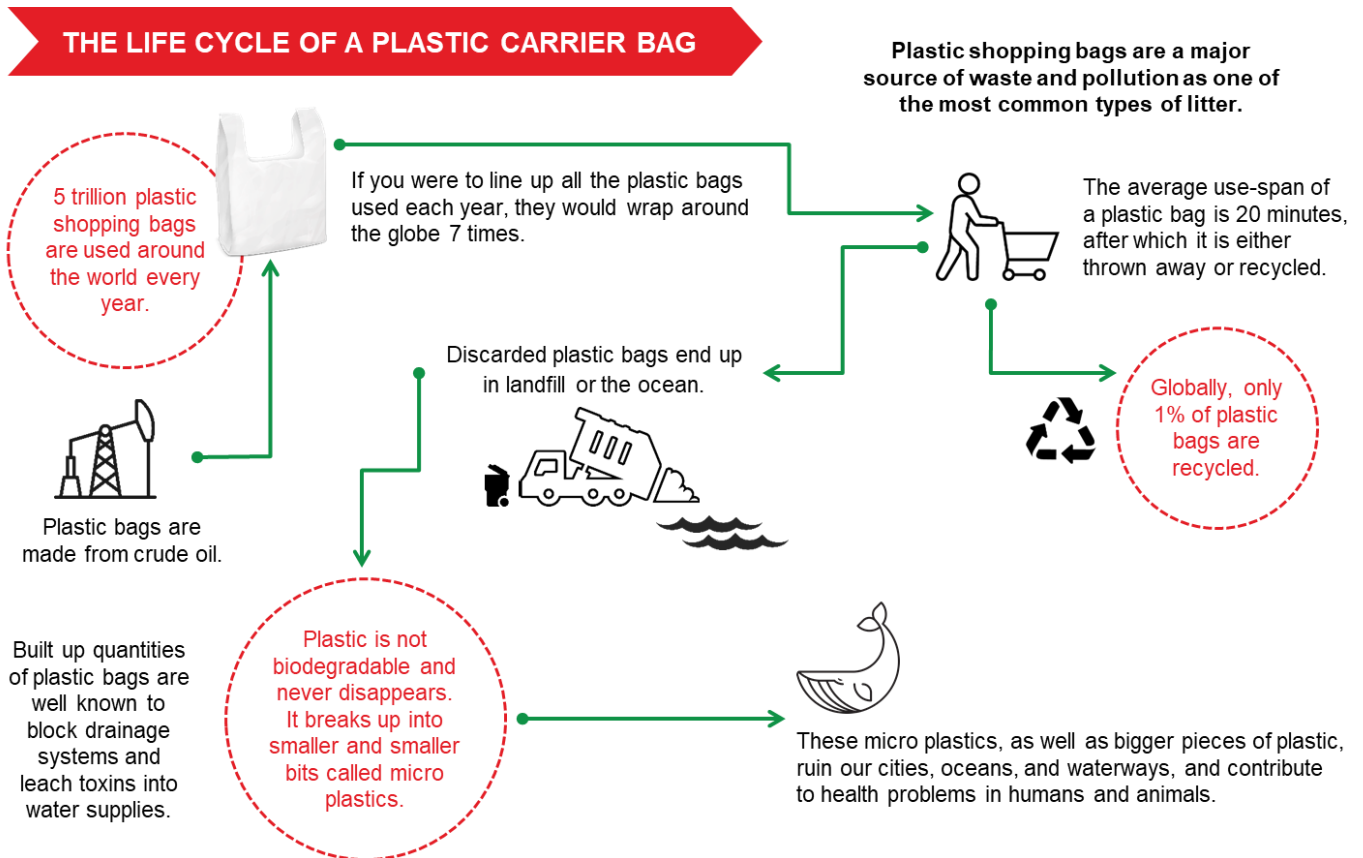 THE LIFE CYCLE OF A PLASTIC CARRIER BAG
Plastic shopping bags are a major
source of waste and pollution as one of
the most common types of litter.
5 trillion plastic
shopping bags
are used around
the world every
year.
If you were to line up all the plastic bags
used each year, they would wrap around
the globe 7 times.
The average use-span of
a plastic bag is 20 minutes,
after which it is either
thrown away or recycled.
Discarded plastic bags end up
in landfill or the ocean.
Globally, only
1% of plastic
bags are
recycled.
Plastic bags are
made from crude oil.
Built up quantities
of plastic bags are
well known to
block drainage
systems and
leach toxins into
water supplies.
Plastic is not
biodegradable and
never disappears.
It breaks up into
smaller and smaller
bits called micro
plastics.
These micro plastics, as well as bigger pieces of plastic,
ruin our cities, oceans, and waterways, and contribute
to health problems in humans and animals.